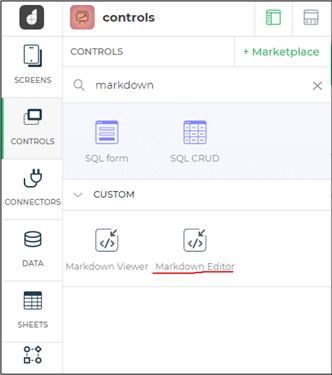 controls
SCREENS
CONTROLS
+ Marketplace
markdown
CONTROLS
SQL form
SQL CRUD
CONNECTORS
CUSTOM
DATA
Markdown Viewer
Markdown Editor
SHEETS